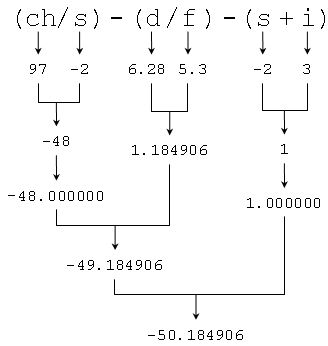 (ch/s) - (d/f) - (s + i)
97 -2 6.28 5.3 -2 3
-48 1.184906 1
-48.000000 1.000000
-49.184906
-50.184906